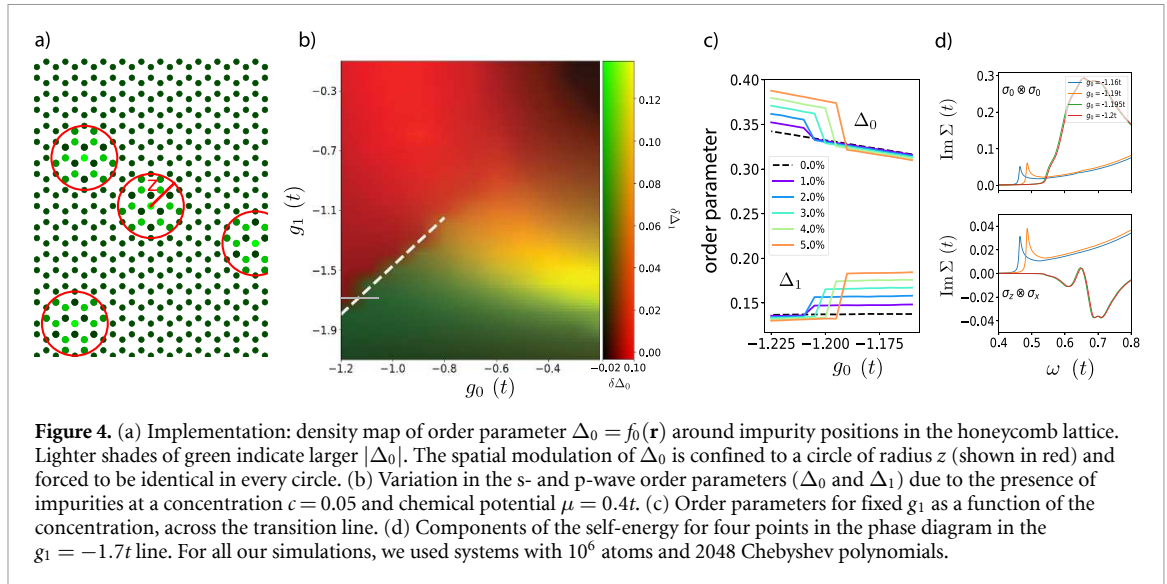 a)
b)
c)
d)
z
−0.3
−0.7
−1.1
−1.5
−1.9
g₁ (t)
−1.2 −1.0 −0.8 −0.6 −0.4
g₀ (t)
0.12
0.10
0.08
0.06
0.04
0.02
0.00
δΔ₁
−0.02 0.10
δΔ₀
0.40
0.35
0.30
0.25
0.20
0.15
order parameter
Δ₀
0.0%
1.0%
2.0%
3.0%
4.0%
5.0%
Δ₁
−1.225 −1.200 −1.175
g₀ (t)
0.3
0.2
0.1
0.0
Im Σ (t)
σ₀ ⊗ σ₀
g₀ = -1.16t
g₀ = -1.19t
g₀ = -1.195t
g₀ = -1.2t
0.04
0.02
0.00
−0.02
−0.04
Im Σ (t)
σz ⊗ σx
0.4 0.5 0.6 0.7 0.8
ω (t)
Figure 4. (a) Implementation: density map of order parameter Δ₀ = f₀(r) around impurity positions in the honeycomb lattice.
Lighter shades of green indicate larger |Δ₀|. The spatial modulation of Δ₀ is confined to a circle of radius z (shown in red) and
forced to be identical in every circle. (b) Variation in the s- and p-wave order parameters (Δ₀ and Δ₁) due to the presence of
impurities at a concentration c = 0.05 and chemical potential μ = 0.4t. (c) Order parameters for fixed g₁ as a function of the
concentration, across the transition line. (d) Components of the self-energy for four points in the phase diagram in the
g₁ = −1.7t line. For all our simulations, we used systems with 10⁶ atoms and 2048 Chebyshev polynomials.